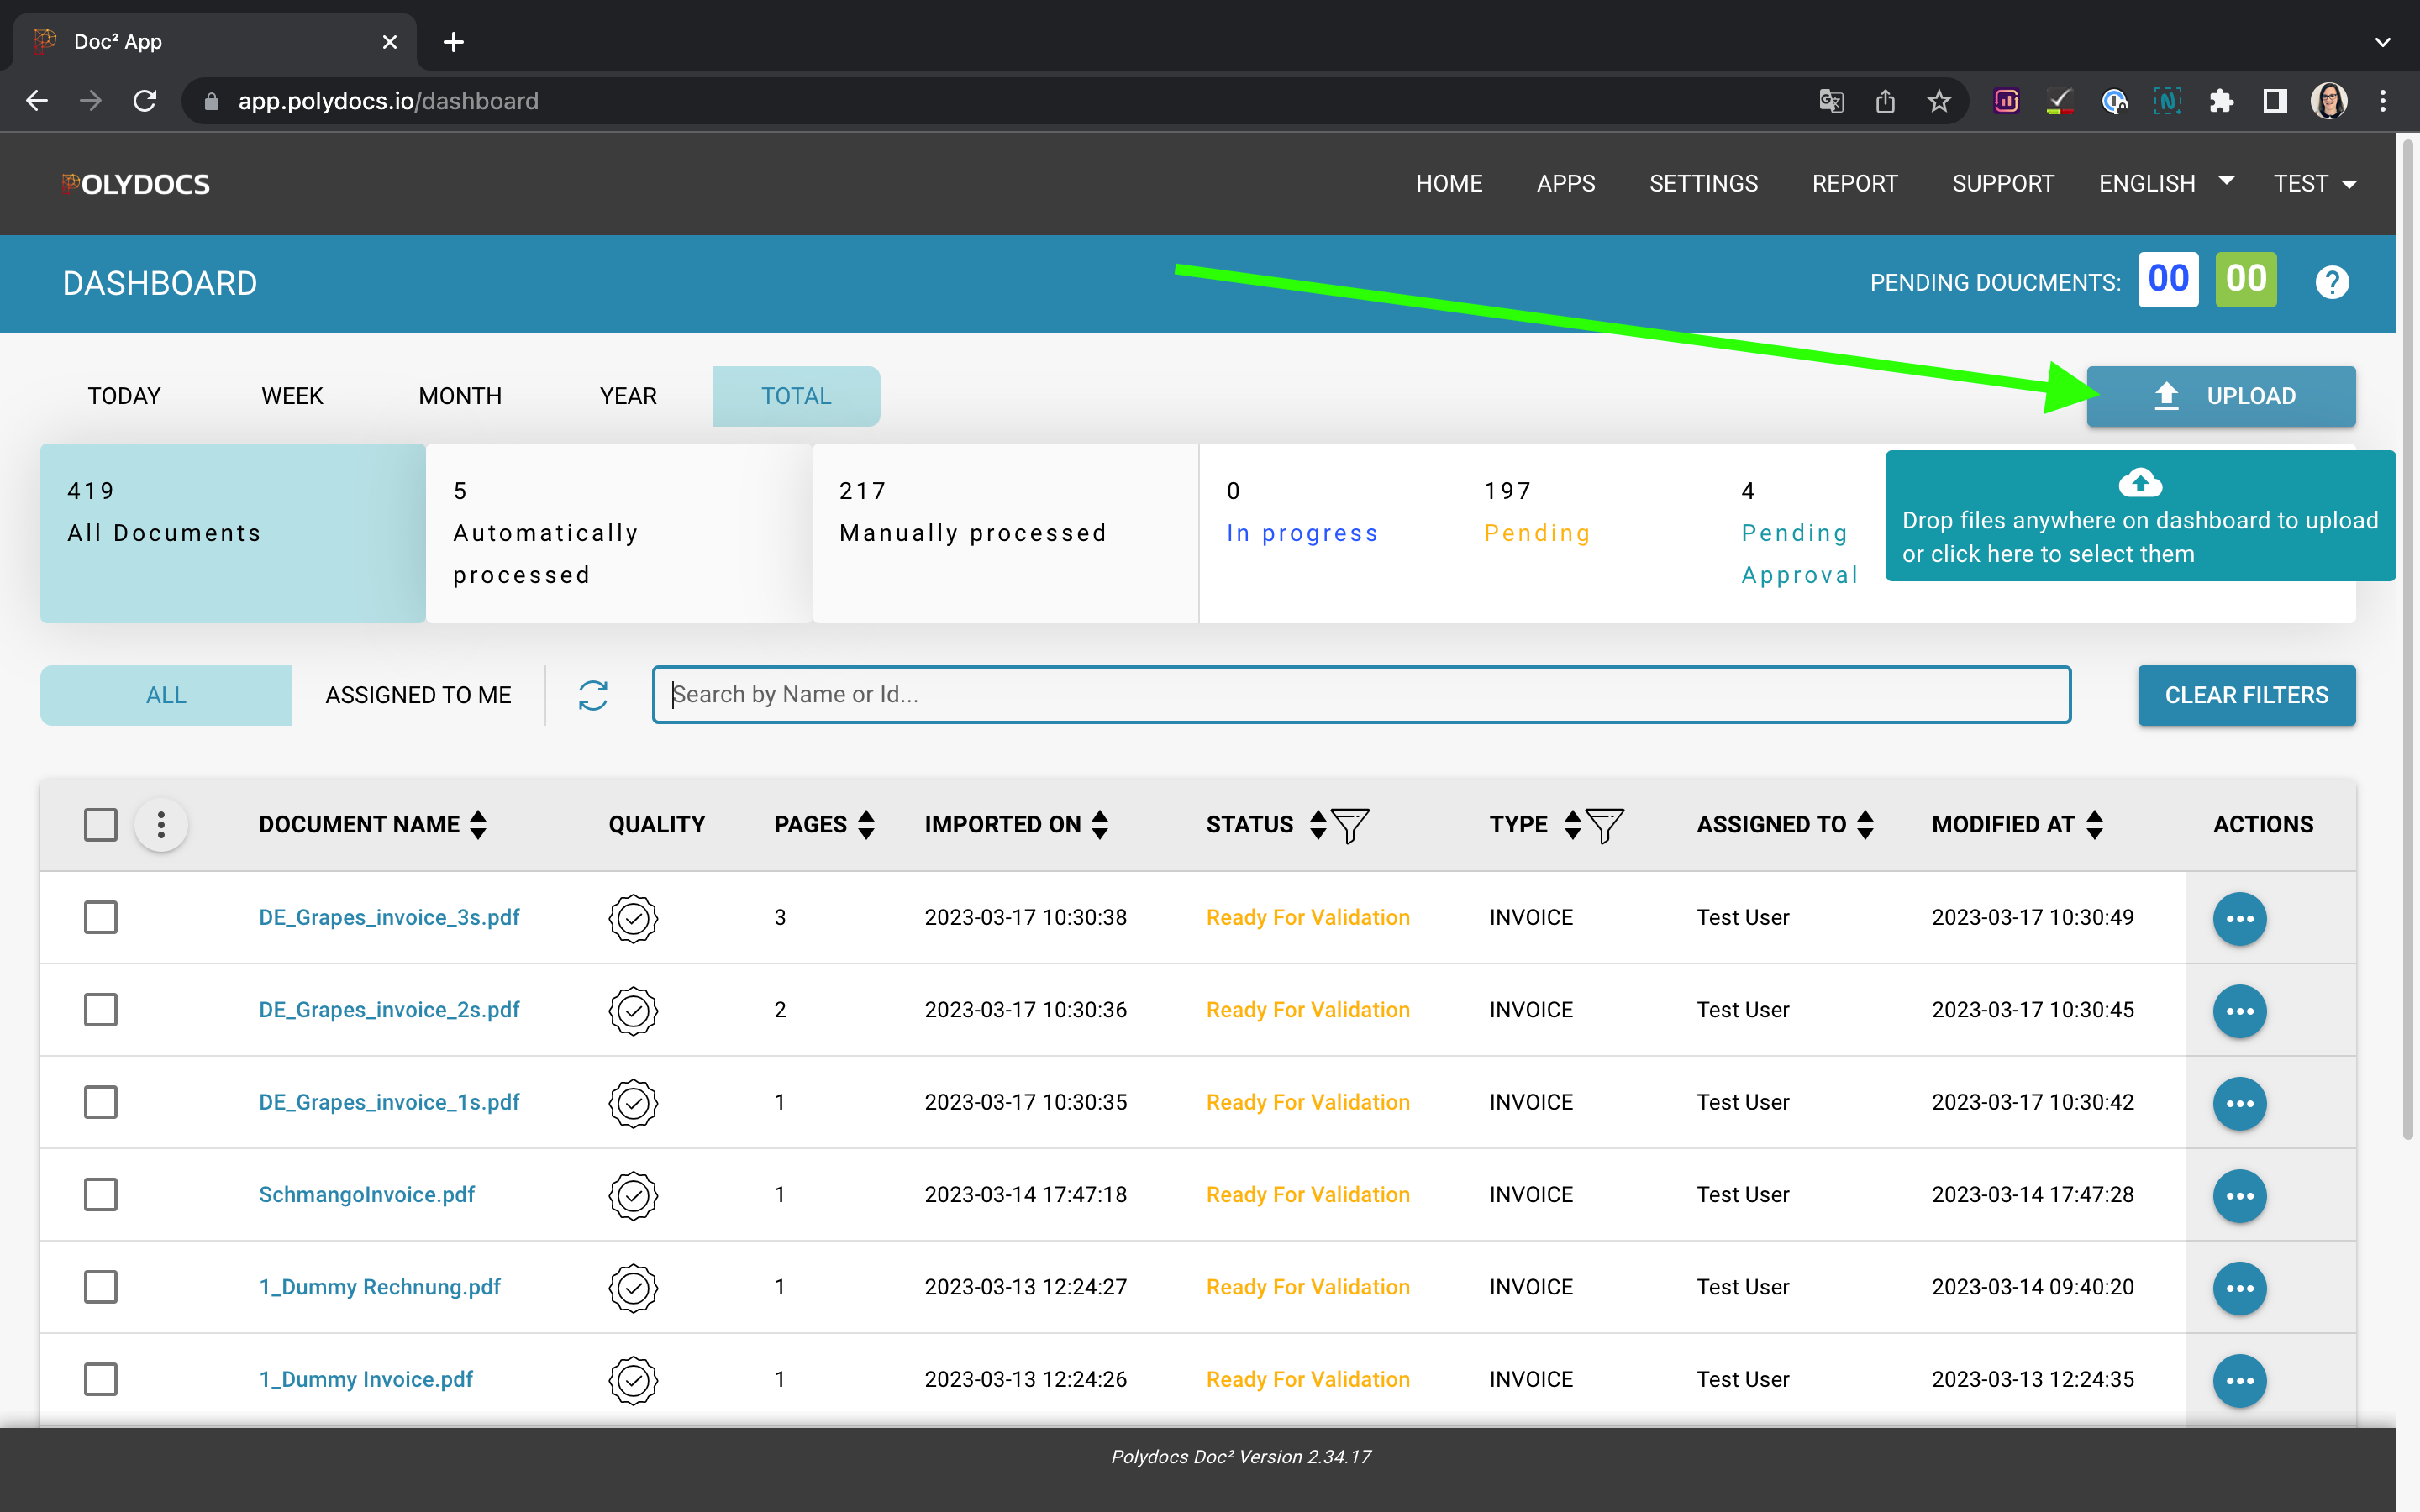 Doc² App
app.polydocs.io/dashboard
POLYDOCS HOME APPS SETTINGS REPORT SUPPORT ENGLISH TEST
DASHBOARD PENDING DOUCMENTS: 00 00 ?
TODAY WEEK MONTH YEAR TOTAL UPLOAD
419
All Documents
5
Automatically
processed
217
Manually processed
0
In progress
197
Pending
4
Pending
Approval
Drop files anywhere on dashboard to upload
or click here to select them
ALL ASSIGNED TO ME Search by Name or Id... CLEAR FILTERS
DOCUMENT NAME QUALITY PAGES IMPORTED ON STATUS TYPE ASSIGNED TO MODIFIED AT ACTIONS
DE_Grapes_invoice_3s.pdf 3 2023-03-17 10:30:38 Ready For Validation INVOICE Test User 2023-03-17 10:30:49
DE_Grapes_invoice_2s.pdf 2 2023-03-17 10:30:36 Ready For Validation INVOICE Test User 2023-03-17 10:30:45
DE_Grapes_invoice_1s.pdf 1 2023-03-17 10:30:35 Ready For Validation INVOICE Test User 2023-03-17 10:30:42
SchmangoInvoice.pdf 1 2023-03-14 17:47:18 Ready For Validation INVOICE Test User 2023-03-14 17:47:28
1_Dummy Rechnung.pdf 1 2023-03-13 12:24:27 Ready For Validation INVOICE Test User 2023-03-14 09:40:20
1_Dummy Invoice.pdf 1 2023-03-13 12:24:26 Ready For Validation INVOICE Test User 2023-03-13 12:24:35
Polydocs Doc² Version 2.34.17